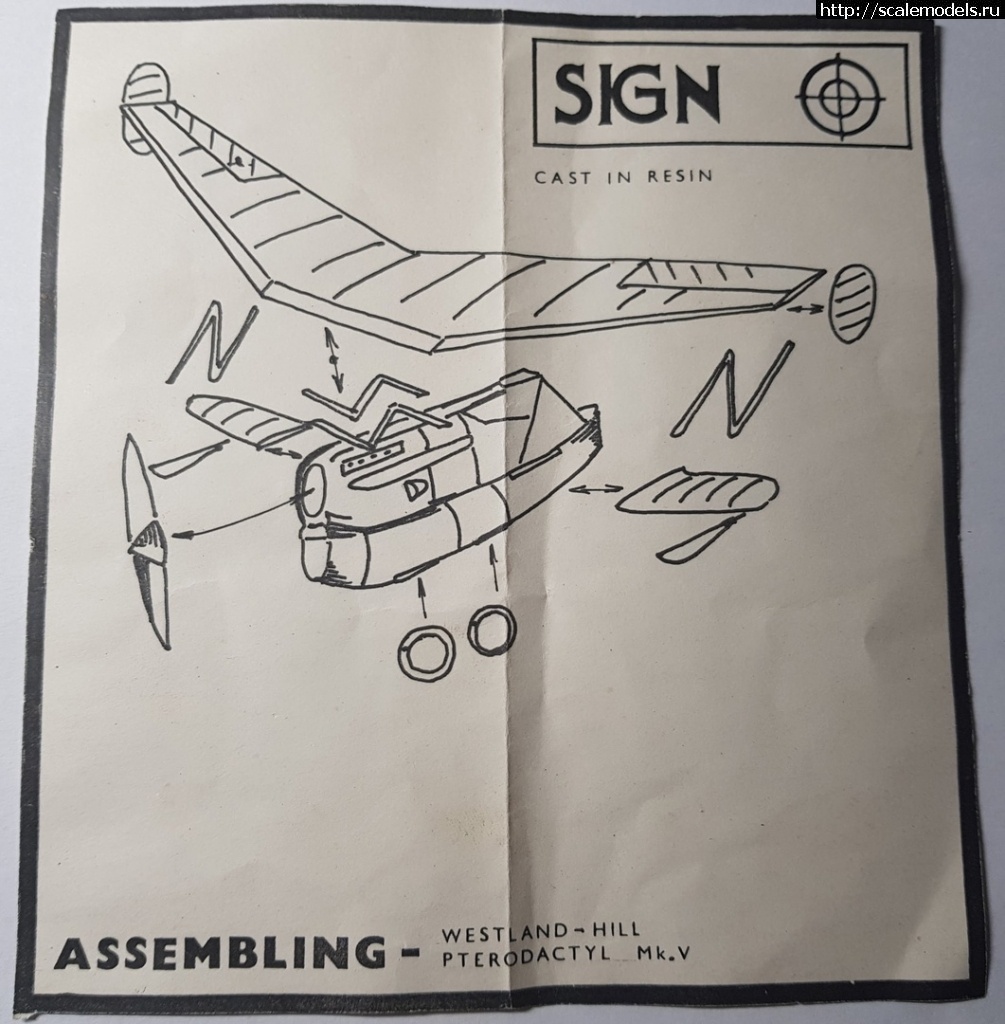 http://scalemodels.ru
SIGN
CAST IN RESIN
ASSEMBLING -
WESTLAND-HILL
PTERODACTYL Mk.V